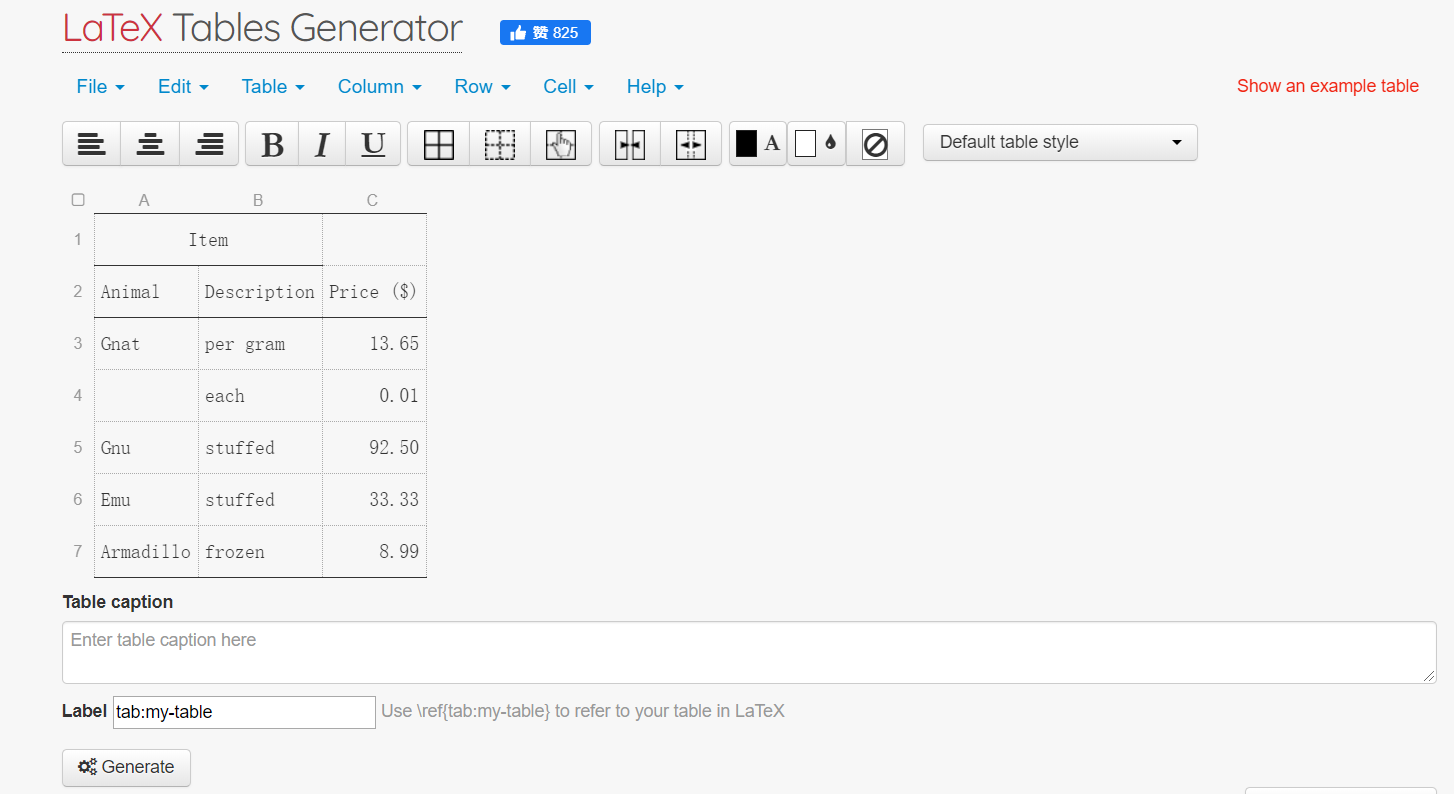 LaTeX Tables Generator
赞 825
File Edit Table Column Row Cell Help Show an example table
B I U A Default table style
A B C
1 Item
2 Animal Description Price ($)
3 Gnat per gram 13.65
4 each 0.01
5 Gnu stuffed 92.50
6 Emu stuffed 33.33
7 Armadillo frozen 8.99
Table caption
Enter table caption here
Label tab:my-table Use \ref{tab:my-table} to refer to your table in LaTeX
Generate